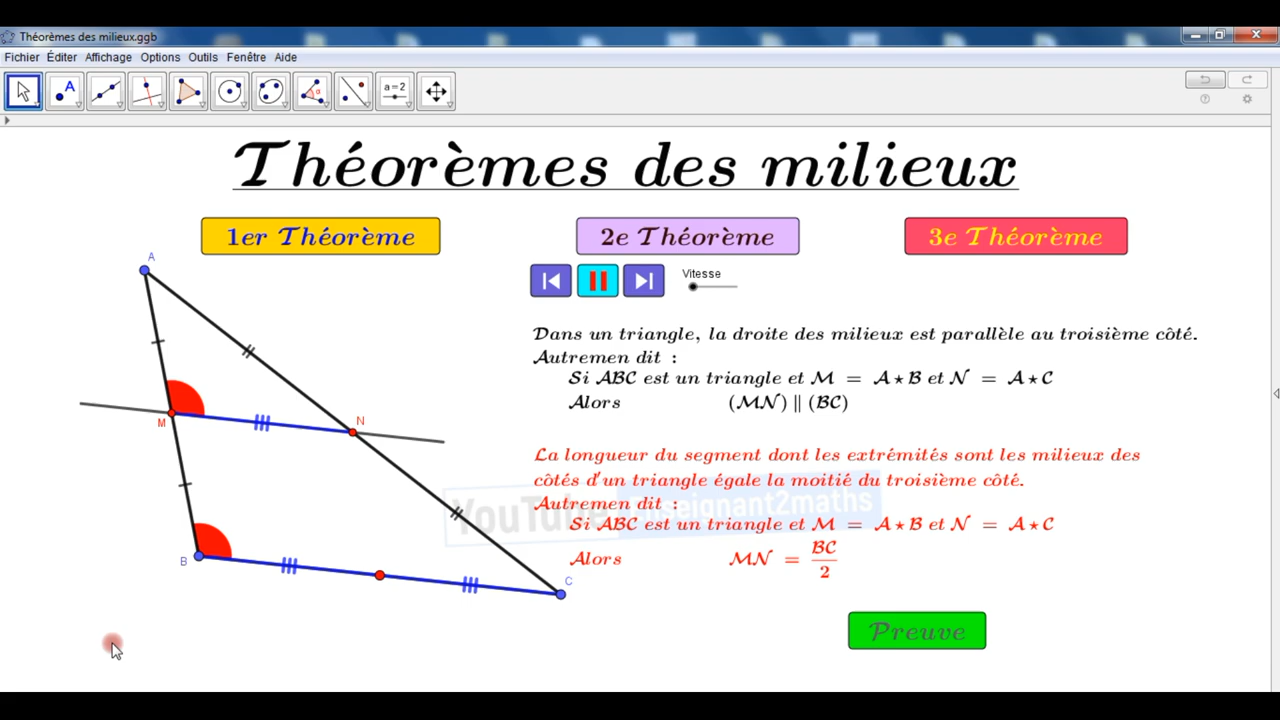 Théorèmes des milieux.ggb
Fichier Éditer Affichage Options Outils Fenêtre Aide
A
α
a=2
Théorèmes des milieux
1er Théorème
2e Théorème
3e Théorème
Vitesse
Dans un triangle, la droite des milieux est parallèle au troisième côté.
Autremen dit :
Si ABC est un triangle et M = A⋆B et N = A⋆C
Alors (MN) ∥ (BC)
La longueur du segment dont les extrémités sont les milieux des
côtés d'un triangle égale la moitié du troisième côté.
Autremen dit :
Si ABC est un triangle et M = A⋆B et N = A⋆C
Alors MN = BC/2
Preuve
A
M
N
B
C
YouTube Enseignant2maths